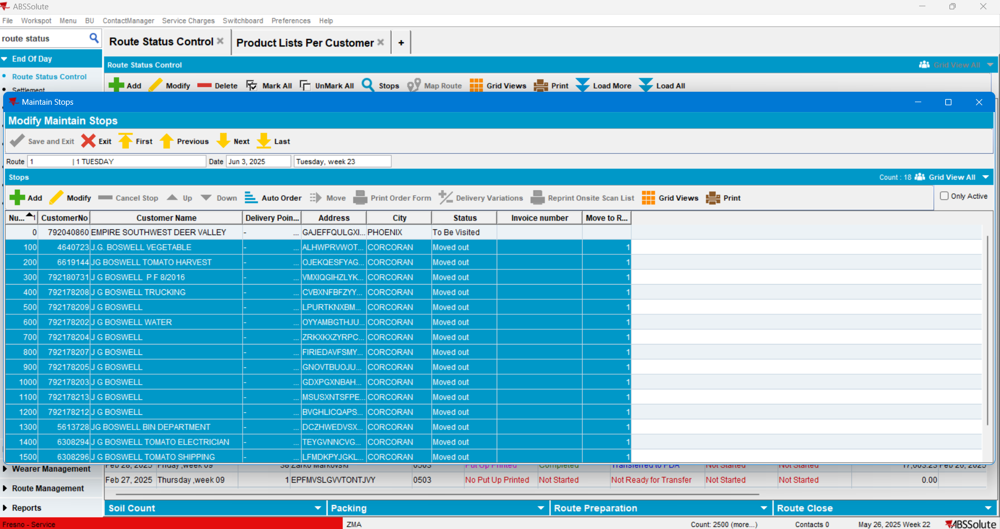 ABSSolute
File Workspot Menu BU ContactManager Service Charges Switchboard Preferences Help
route status
Route Status Control Product Lists Per Customer +
End Of Day
Route Status Control
Settlement
Route Status Control Grid View All
Add Modify Delete Mark All UnMark All Stops Map Route Grid Views Print Load More Load All
Maintain Stops
Modify Maintain Stops
Save and Exit Exit First Previous Next Last
Route 1 | 1 TUESDAY Date Jun 3, 2025 Tuesday, week 23
Stops Count : 18 Grid View All
Add Modify Cancel Stop Up Down Auto Order Move Print Order Form Delivery Variations Reprint Onsite Scan List Grid Views Print Only Active
Nu... 1 CustomerNo Customer Name Delivery Poin... Address City Status Invoice number Move to R...
0 792040860 EMPIRE SOUTHWEST DEER VALLEY - ... GAJEFFQULGXI... PHOENIX To Be Visited
100 4640723 J.G. BOSWELL VEGETABLE - ... ALHWPRVWOT... CORCORAN Moved out 1
200 6619144 JG BOSWELL TOMATO HARVEST - ... OJEKQESFYAG... CORCORAN Moved out 1
300 792180731 J G BOSWELL P F 8/2016 - ... VMXIQGIHZLYK... CORCORAN Moved out 1
400 792178208 J G BOSWELL TRUCKING - ... CVBXNFBFZYY... CORCORAN Moved out 1
500 792178209 J G BOSWELL - ... LPURTKNXBM... CORCORAN Moved out 1
600 792178202 J G BOSWELL WATER - ... OYYAMBGTHJU... CORCORAN Moved out 1
700 792178204 J G BOSWELL - ... ZRKXKXZYRPC... CORCORAN Moved out 1
800 792178207 J G BOSWELL - ... FIRIEDAVFSMY... CORCORAN Moved out 1
900 792178205 J G BOSWELL - ... GNOVTBUOJU... CORCORAN Moved out 1
1000 792178203 J G BOSWELL - ... GDXPGXNBAH... CORCORAN Moved out 1
1100 792178213 J G BOSWELL - ... MSUSXNTSFPE... CORCORAN Moved out 1
1200 792178212 J G BOSWELL - ... BVGHLICQAPS... CORCORAN Moved out 1
1300 5613728 JG BOSWELL BIN DEPARTMENT - ... DCZHWEDVSX... CORCORAN Moved out 1
1400 6308294 J G BOSWELL TOMATO ELECTRICIAN - ... TEYGVNNCVG... CORCORAN Moved out 1
1500 6308296 J G BOSWELL TOMATO SHIPPING - ... LFMDKPYJGKL... CORCORAN Moved out 1
Feb 28, 2025 Friday ,week 09 38 Zarko Markovski 0503 Put Up Printed Completed Transferred to PDA Not Started Not Started 17,603.23 Feb 26, 2025
Wearer Management
Feb 27, 2025 Thursday ,week 09 1 EPFMVSLGVVTONTJVY 0503 No Put Up Printed Not Started Not Ready for Transfer Not Started Not Started 0.00
Route Management
Reports
Soil Count Packing Route Preparation Route Close
Fresno - Service ZMA Count: 2500 (more...) Contacts 0 May 26, 2025 Week 22 ABSSolute